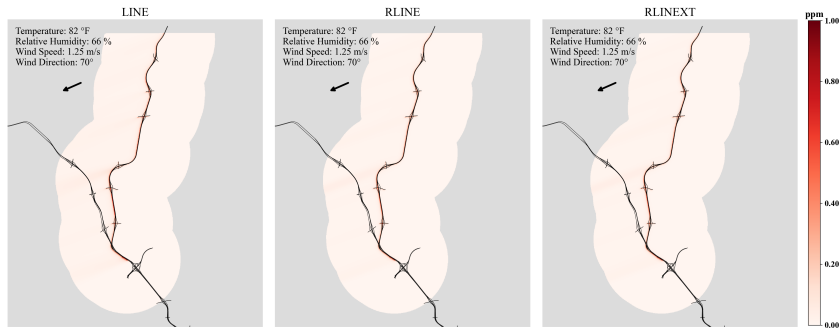 LINE
RLINE
RLINEXT
Temperature: 82 °F
Relative Humidity: 66 %
Wind Speed: 1.25 m/s
Wind Direction: 70°
Temperature: 82 °F
Relative Humidity: 66 %
Wind Speed: 1.25 m/s
Wind Direction: 70°
Temperature: 82 °F
Relative Humidity: 66 %
Wind Speed: 1.25 m/s
Wind Direction: 70°
ppm
1.00
0.80
0.60
0.40
0.20
0.00